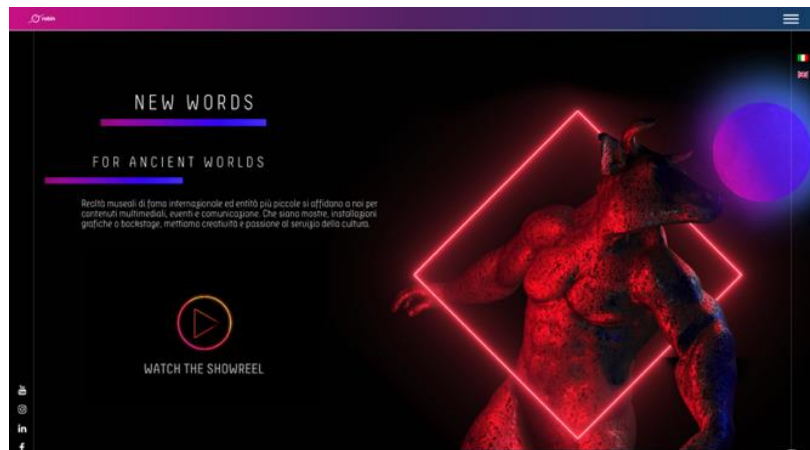 robin
NEW WORDS
FOR ANCIENT WORLDS
Realtà museali di fama internazionale ed entità più piccole si affidano a noi per
contenuti multimediali, eventi e comunicazione. Che siano mostre, installazioni
grafiche o backstage, mettiamo creatività e passione al servizio della cultura.
WATCH THE SHOWREEL
in
f